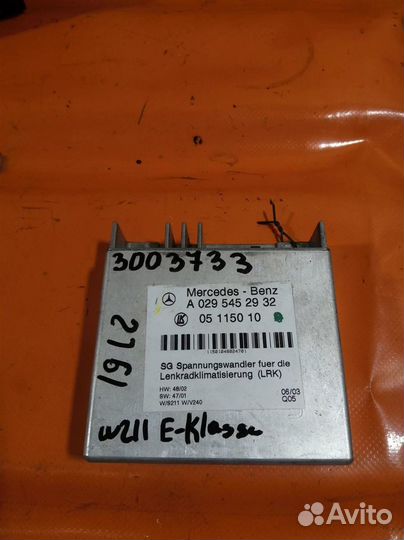 3003733
2761
Mercedes - Benz
A 029 545 29 32
05 1150 10
SG Spannungswandler fuer die
Lenkradklimatisierung (LRK)
HW: 48/02
SW: 47/01
W/S211 W/V240
06/03
Q05
W211 E-Klasse
Avito